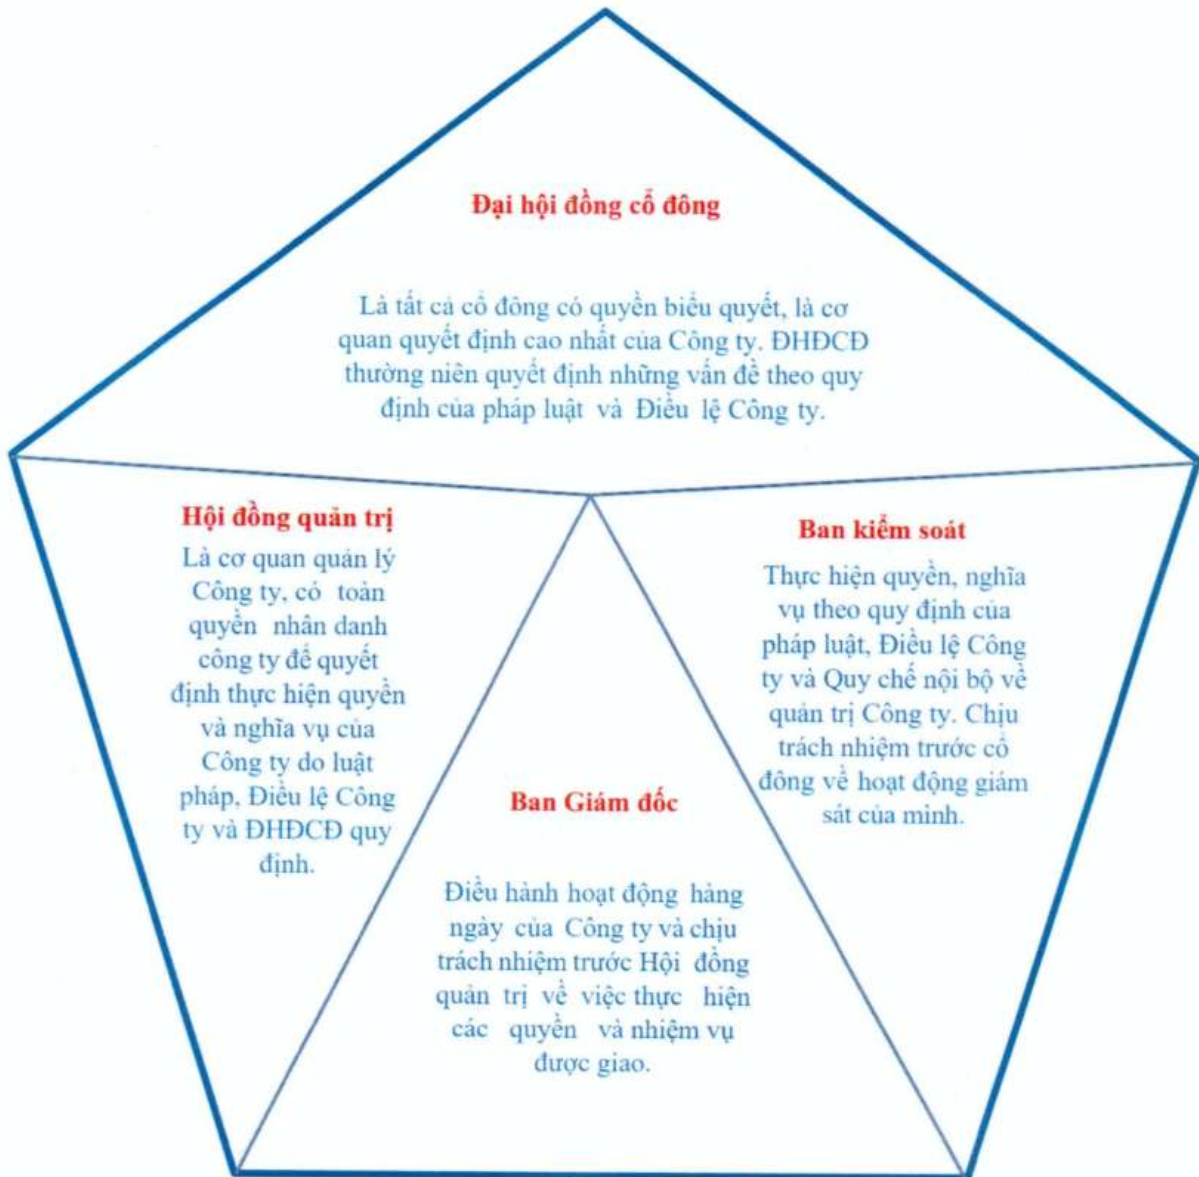 Đại hội đồng cổ đông
Là tất cả cổ đông có quyền biểu quyết, là cơ
quan quyết định cao nhất của Công ty. ĐHĐCĐ
thường niên quyết định những vấn đề theo quy
định của pháp luật và Điều lệ Công ty.
Hội đồng quản trị
Là cơ quan quản lý
Công ty, có toàn
quyền nhân danh
công ty để quyết
định thực hiện quyền
và nghĩa vụ của
Công ty do luật
pháp, Điều lệ Công
ty và ĐHĐCĐ quy
định.
Ban kiểm soát
Thực hiện quyền, nghĩa
vụ theo quy định của
pháp luật, Điều lệ Công
ty và Quy chế nội bộ về
quản trị Công ty. Chịu
trách nhiệm trước cổ
đông về hoạt động giám
sát của mình.
Ban Giám đốc
Điều hành hoạt động hàng
ngày của Công ty và chịu
trách nhiệm trước Hội đồng
quản trị về việc thực hiện
các quyền và nhiệm vụ
được giao.